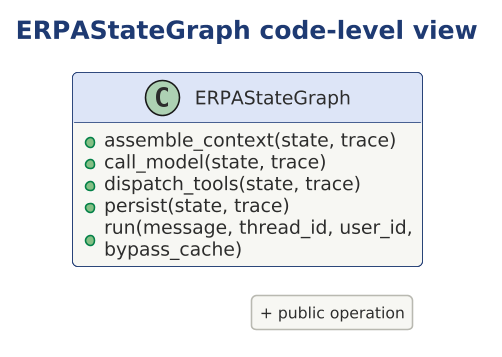 ERPAStateGraph code-level view
C ERPAStateGraph
assemble_context(state, trace)
call_model(state, trace)
dispatch_tools(state, trace)
persist(state, trace)
run(message, thread_id, user_id,
bypass_cache)
+ public operation